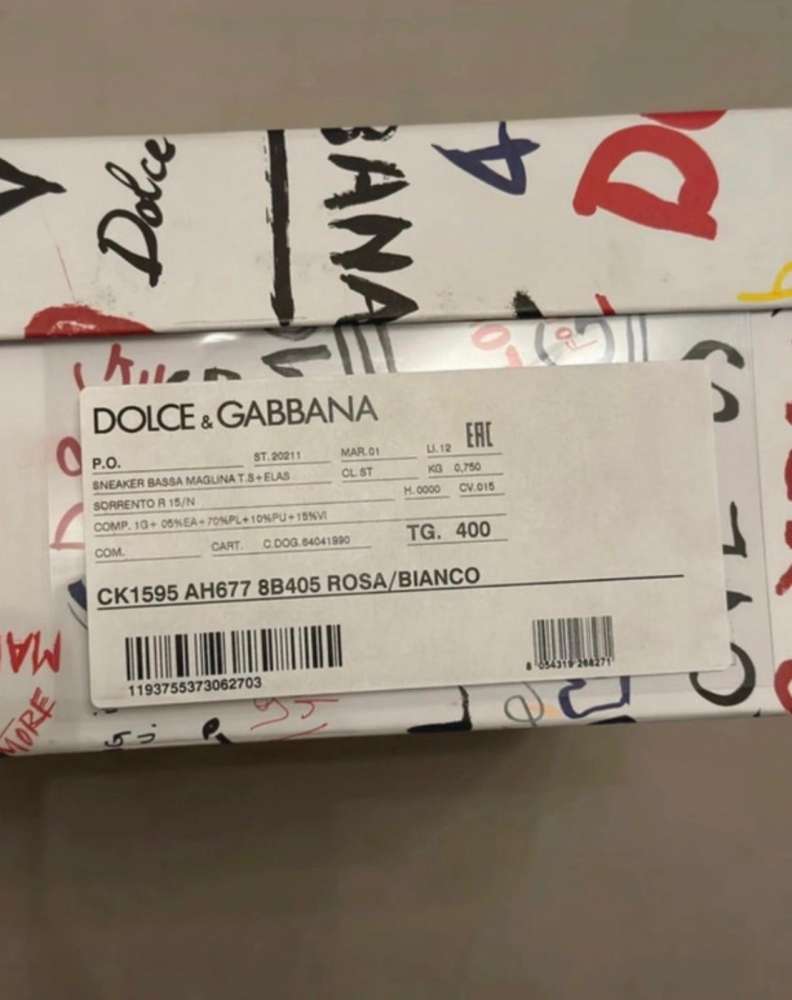 Dolce
BANA
4
DO
DOLCE & GABBANA
EAC
P.O. ST. 20211 MAR. 01 LI. 12
SNEAKER BASSA MAGLINA T.S+ELAS CL. ST KG 0,750
SORRENTO R 15/N H. 0000 CV. 015
COMP. 1G+ 05%EA+70%PL+10%PU+15%VI
COM. CART. C.DOG.64041990 TG. 400
CK1595 AH677 8B405 ROSA/BIANCO
1193755373062703
8 054319 268271
MORE